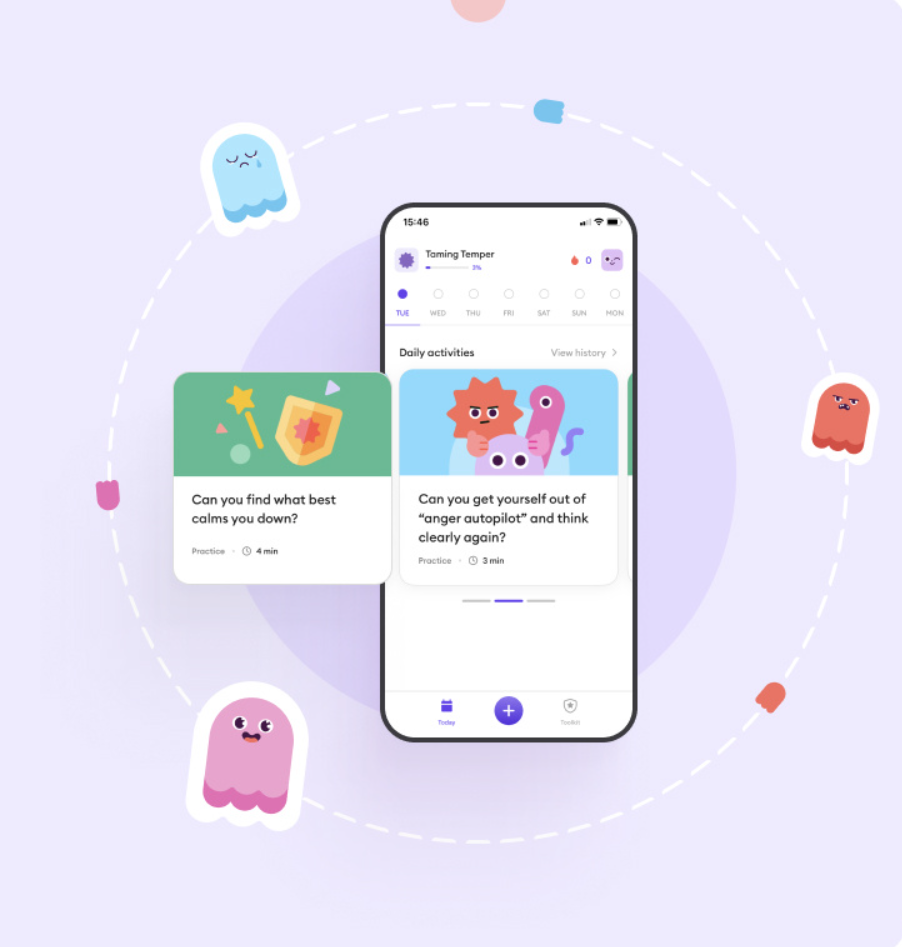 15:46
Taming Temper
3%
0
TUE WED THU FRI SAT SUN MON
Daily activities View history
Can you find what best
calms you down?
Practice 4 min
Can you get yourself out of
“anger autopilot” and think
clearly again?
Practice 3 min
Today Toolkit